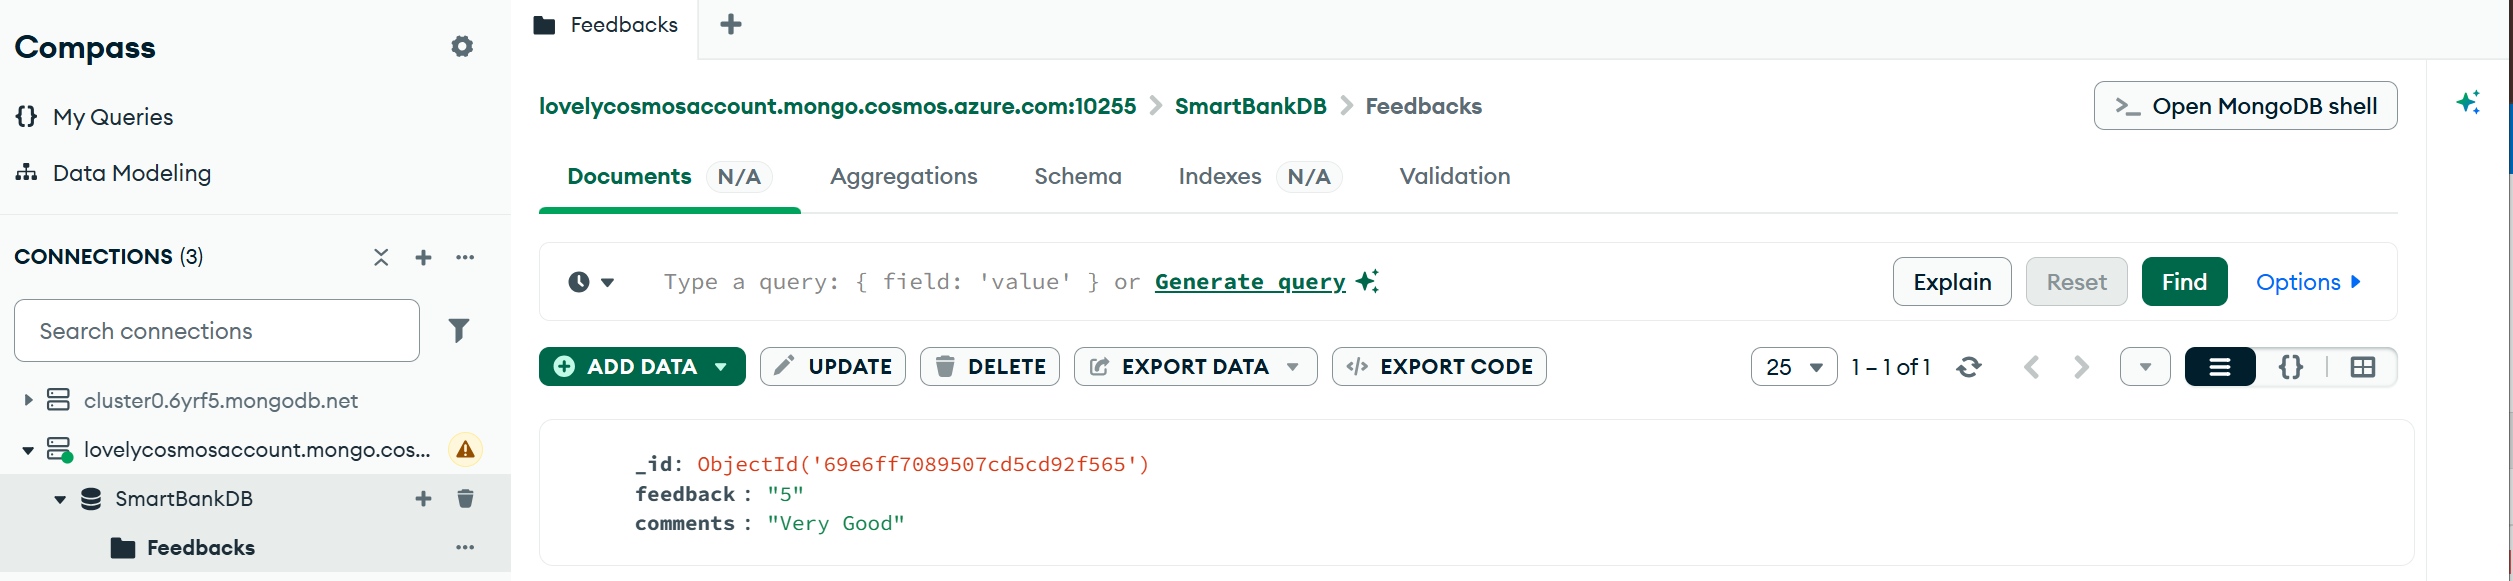 Compass
My Queries
Data Modeling
CONNECTIONS (3)
Search connections
cluster0.6yrf5.mongodb.net
lovelycosmosaccount.mongo.cos...
SmartBankDB
Feedbacks
Feedbacks
lovelycosmosaccount.mongo.cosmos.azure.com:10255 > SmartBankDB > Feedbacks
>_ Open MongoDB shell
Documents N/A Aggregations Schema Indexes N/A Validation
Type a query: { field: 'value' } or Generate query
Explain Reset Find Options
ADD DATA UPDATE DELETE EXPORT DATA EXPORT CODE
25 1 – 1 of 1
_id: ObjectId('69e6ff7089507cd5cd92f565')
feedback : "5"
comments : "Very Good"